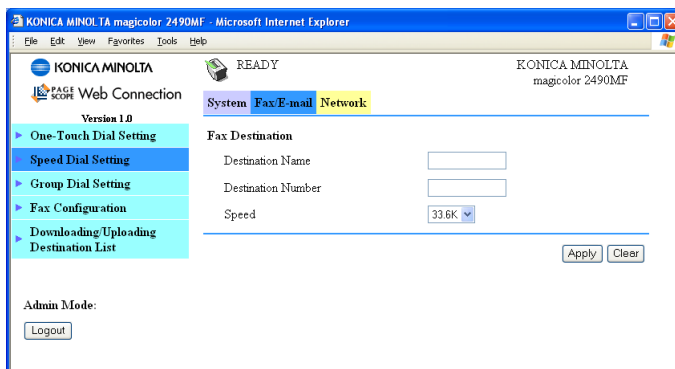 KONICA MINOLTA magicolor 2490MF - Microsoft Internet Explorer
File Edit View Favorites Tools Help
KONICA MINOLTA
PAGE SCOPE Web Connection
Version 1.0
READY
KONICA MINOLTA
magicolor 2490MF
System Fax/E-mail Network
One-Touch Dial Setting
Speed Dial Setting
Group Dial Setting
Fax Configuration
Downloading/Uploading
Destination List
Fax Destination
Destination Name
Destination Number
Speed 33.6K
Apply Clear
Admin Mode:
Logout